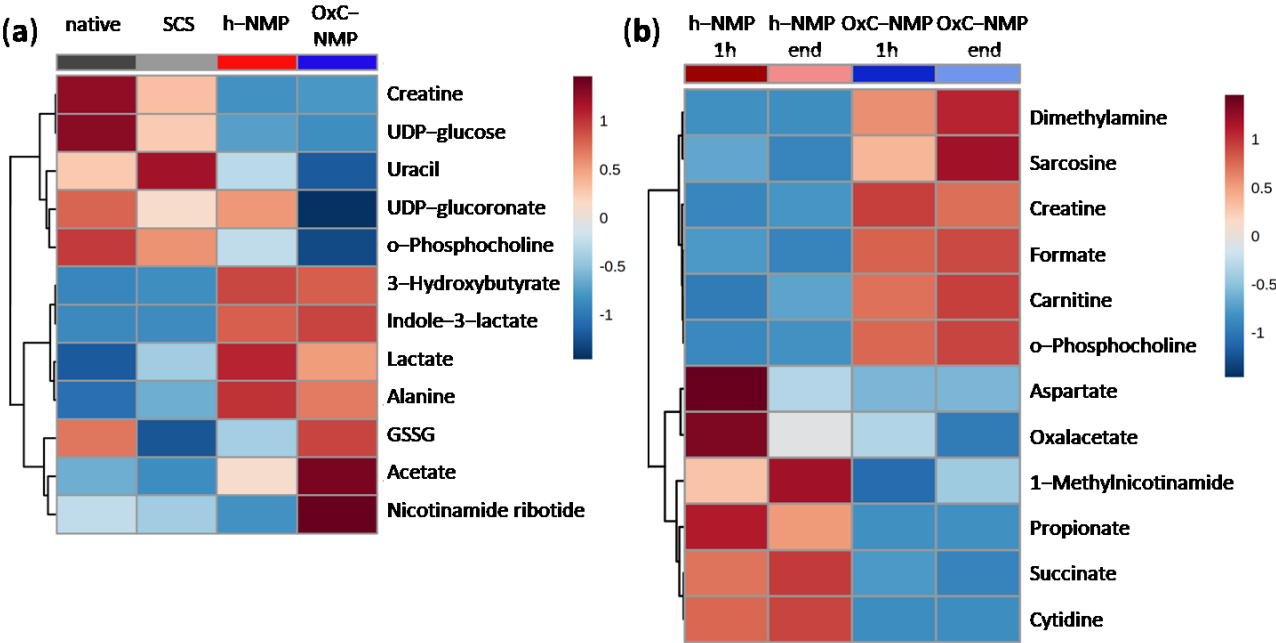 (a)
native
SCS
h–NMP
OxC–
NMP
Creatine
UDP–glucose
Uracil
UDP–glucoronate
o–Phosphocholine
3–Hydroxybutyrate
Indole–3–lactate
Lactate
Alanine
GSSG
Acetate
Nicotinamide ribotide
1
0.5
0
-0.5
-1
(b)
h–NMP
1h
h–NMP
end
OxC–NMP
1h
OxC–NMP
end
Dimethylamine
Sarcosine
Creatine
Formate
Carnitine
o–Phosphocholine
Aspartate
Oxalacetate
1–Methylnicotinamide
Propionate
Succinate
Cytidine
1
0.5
0
-0.5
-1